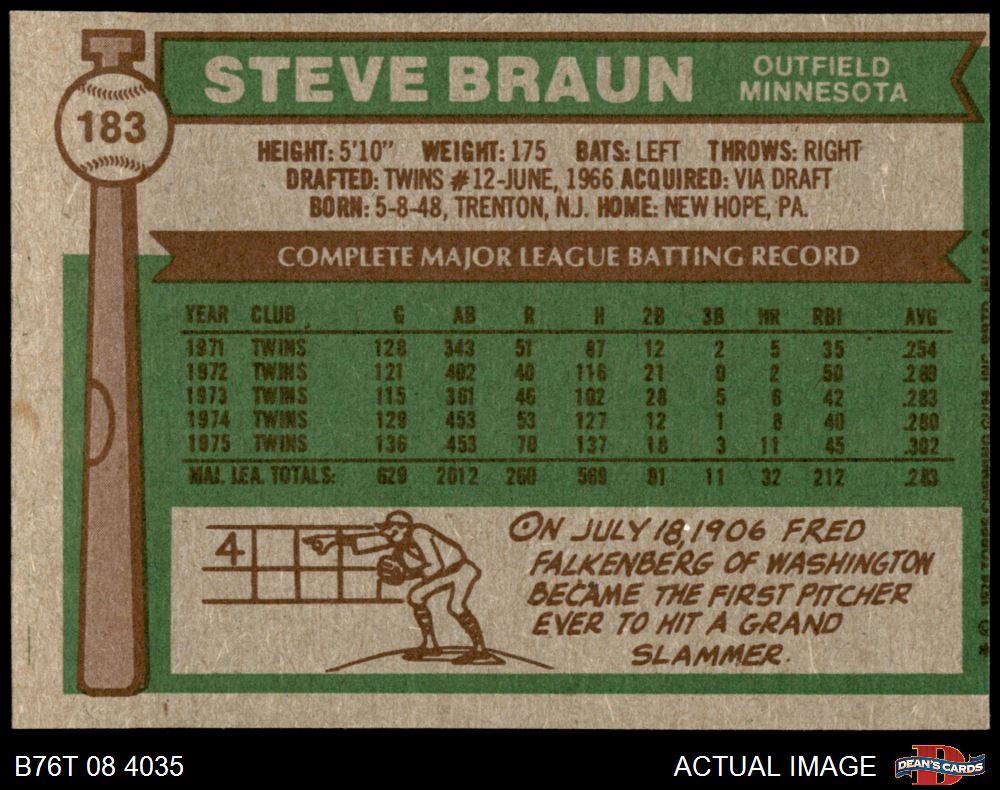 183
STEVE BRAUN
OUTFIELD
MINNESOTA
HEIGHT: 5'10" WEIGHT: 175 BATS: LEFT THROWS: RIGHT
DRAFTED: TWINS #12-JUNE, 1966 ACQUIRED: VIA DRAFT
BORN: 5-8-48, TRENTON, N.J. HOME: NEW HOPE, PA.
COMPLETE MAJOR LEAGUE BATTING RECORD
YEAR CLUB G AB R H 2B 3B HR RBI AVG
1971 TWINS 128 343 51 87 12 2 5 35 .254
1972 TWINS 121 402 40 116 21 0 2 50 .289
1973 TWINS 115 361 46 102 28 5 6 42 .283
1974 TWINS 129 453 53 127 12 1 8 40 .280
1975 TWINS 136 453 70 137 18 3 11 45 .302
MAJ. LEA. TOTALS: 629 2012 260 569 91 11 32 212 .283
4
ON JULY 18, 1906 FRED
FALKENBERG OF WASHINGTON
BECAME THE FIRST PITCHER
EVER TO HIT A GRAND
SLAMMER.
B76T 08 4035
ACTUAL IMAGE
D
DEAN'S CARDS